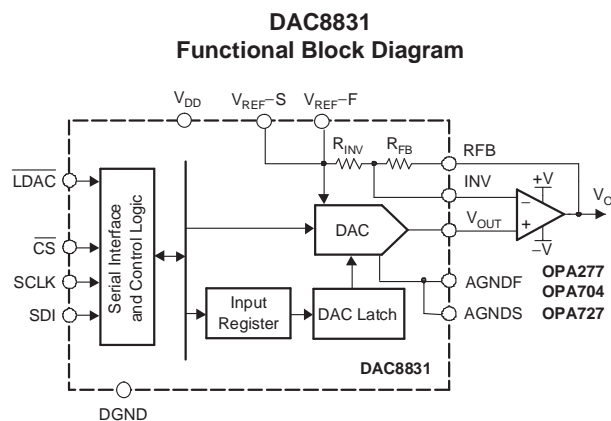 DAC8831
Functional Block Diagram
VDD
VREF−S
VREF−F
RINV
RFB
RFB
LDAC
INV
+V
VO
Serial Interface
and Control Logic
CS
DAC
VOUT
−
+
−V
SCLK
AGNDF
OPA277
OPA704
SDI
Input
Register
DAC Latch
AGNDS
OPA727
DAC8831
DGND